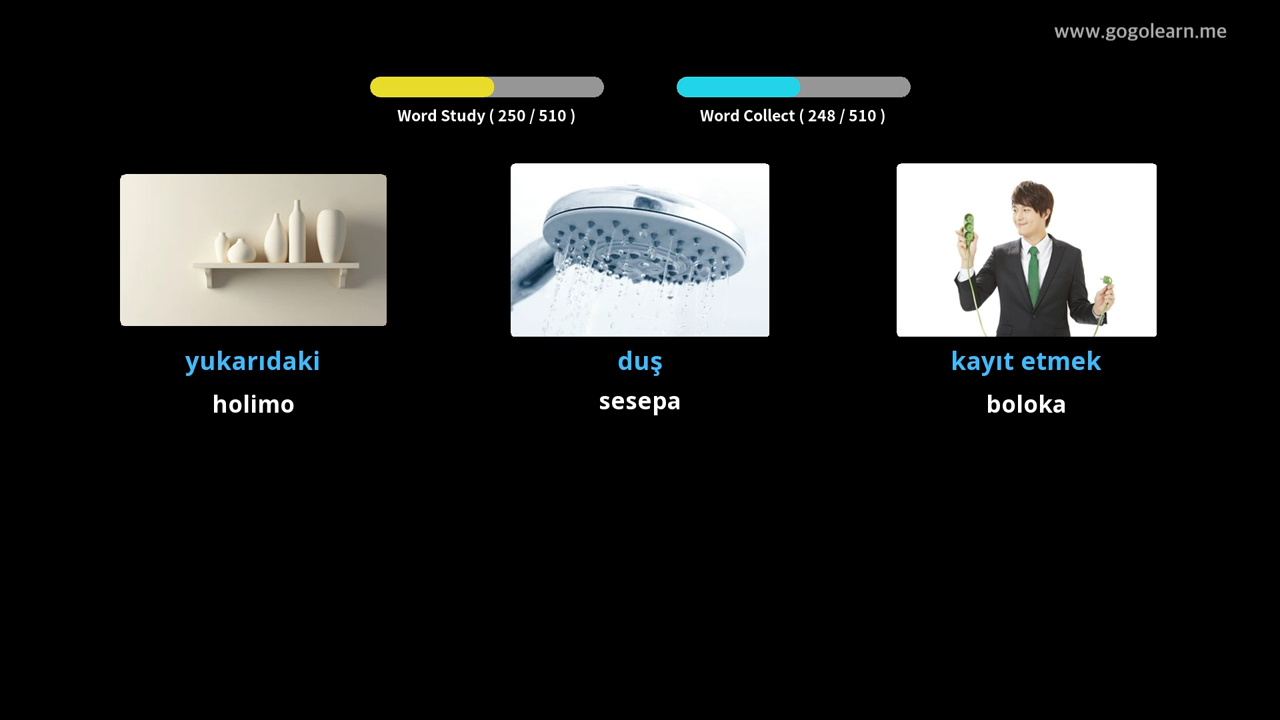 www.gogolearn.me
Word Study ( 250 / 510 )
Word Collect ( 248 / 510 )
yukarıdaki
duş
kayıt etmek
holimo
sesepa
boloka